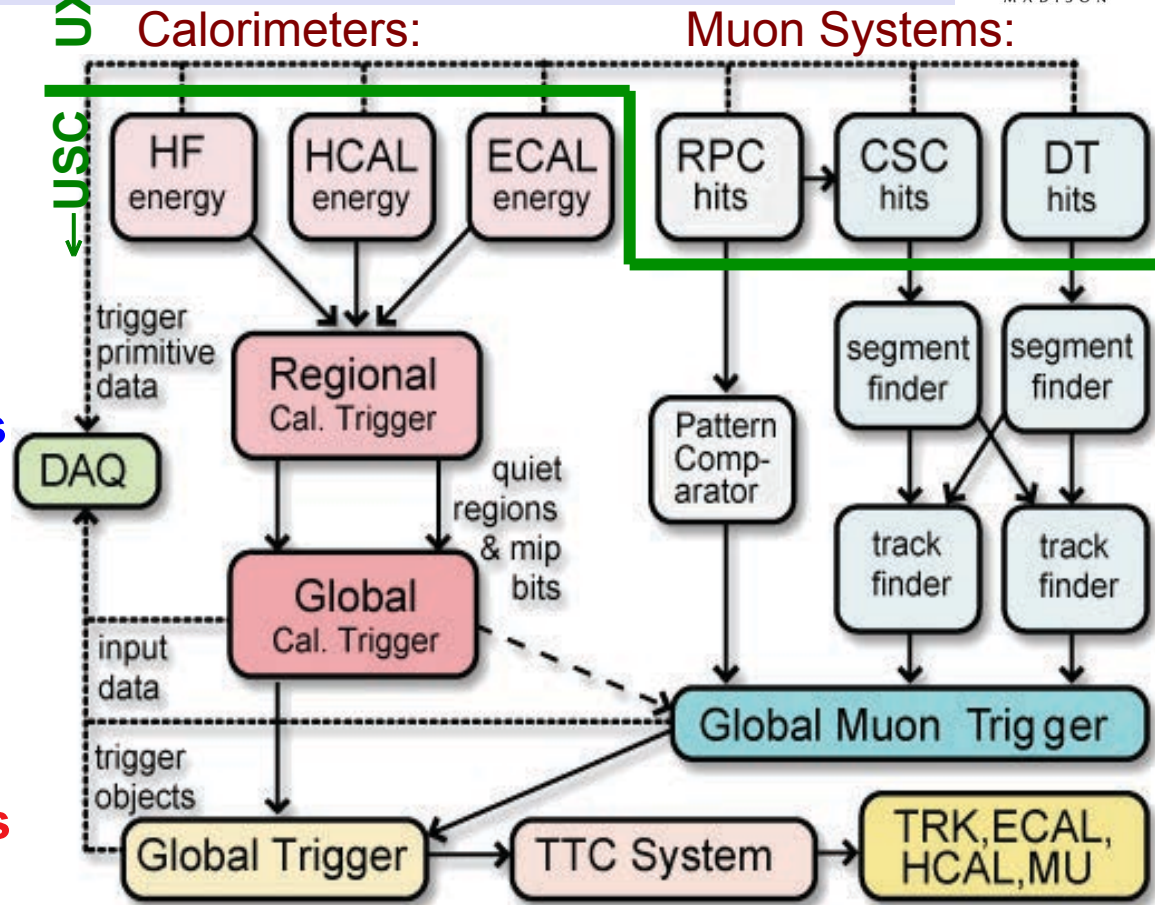 MADISON
Calorimeters:
Muon Systems:
UX
←USC
HF
energy
HCAL
energy
ECAL
energy
RPC
hits
CSC
hits
DT
hits
trigger
primitive
data
Regional
Cal. Trigger
segment
finder
segment
finder
s
DAQ
quiet
regions
& mip
bits
Pattern
Comp-
arator
Global
Cal. Trigger
track
finder
track
finder
input
data
Global Muon Trigger
trigger
objects
s
Global Trigger
TTC System
TRK,ECAL,
HCAL,MU